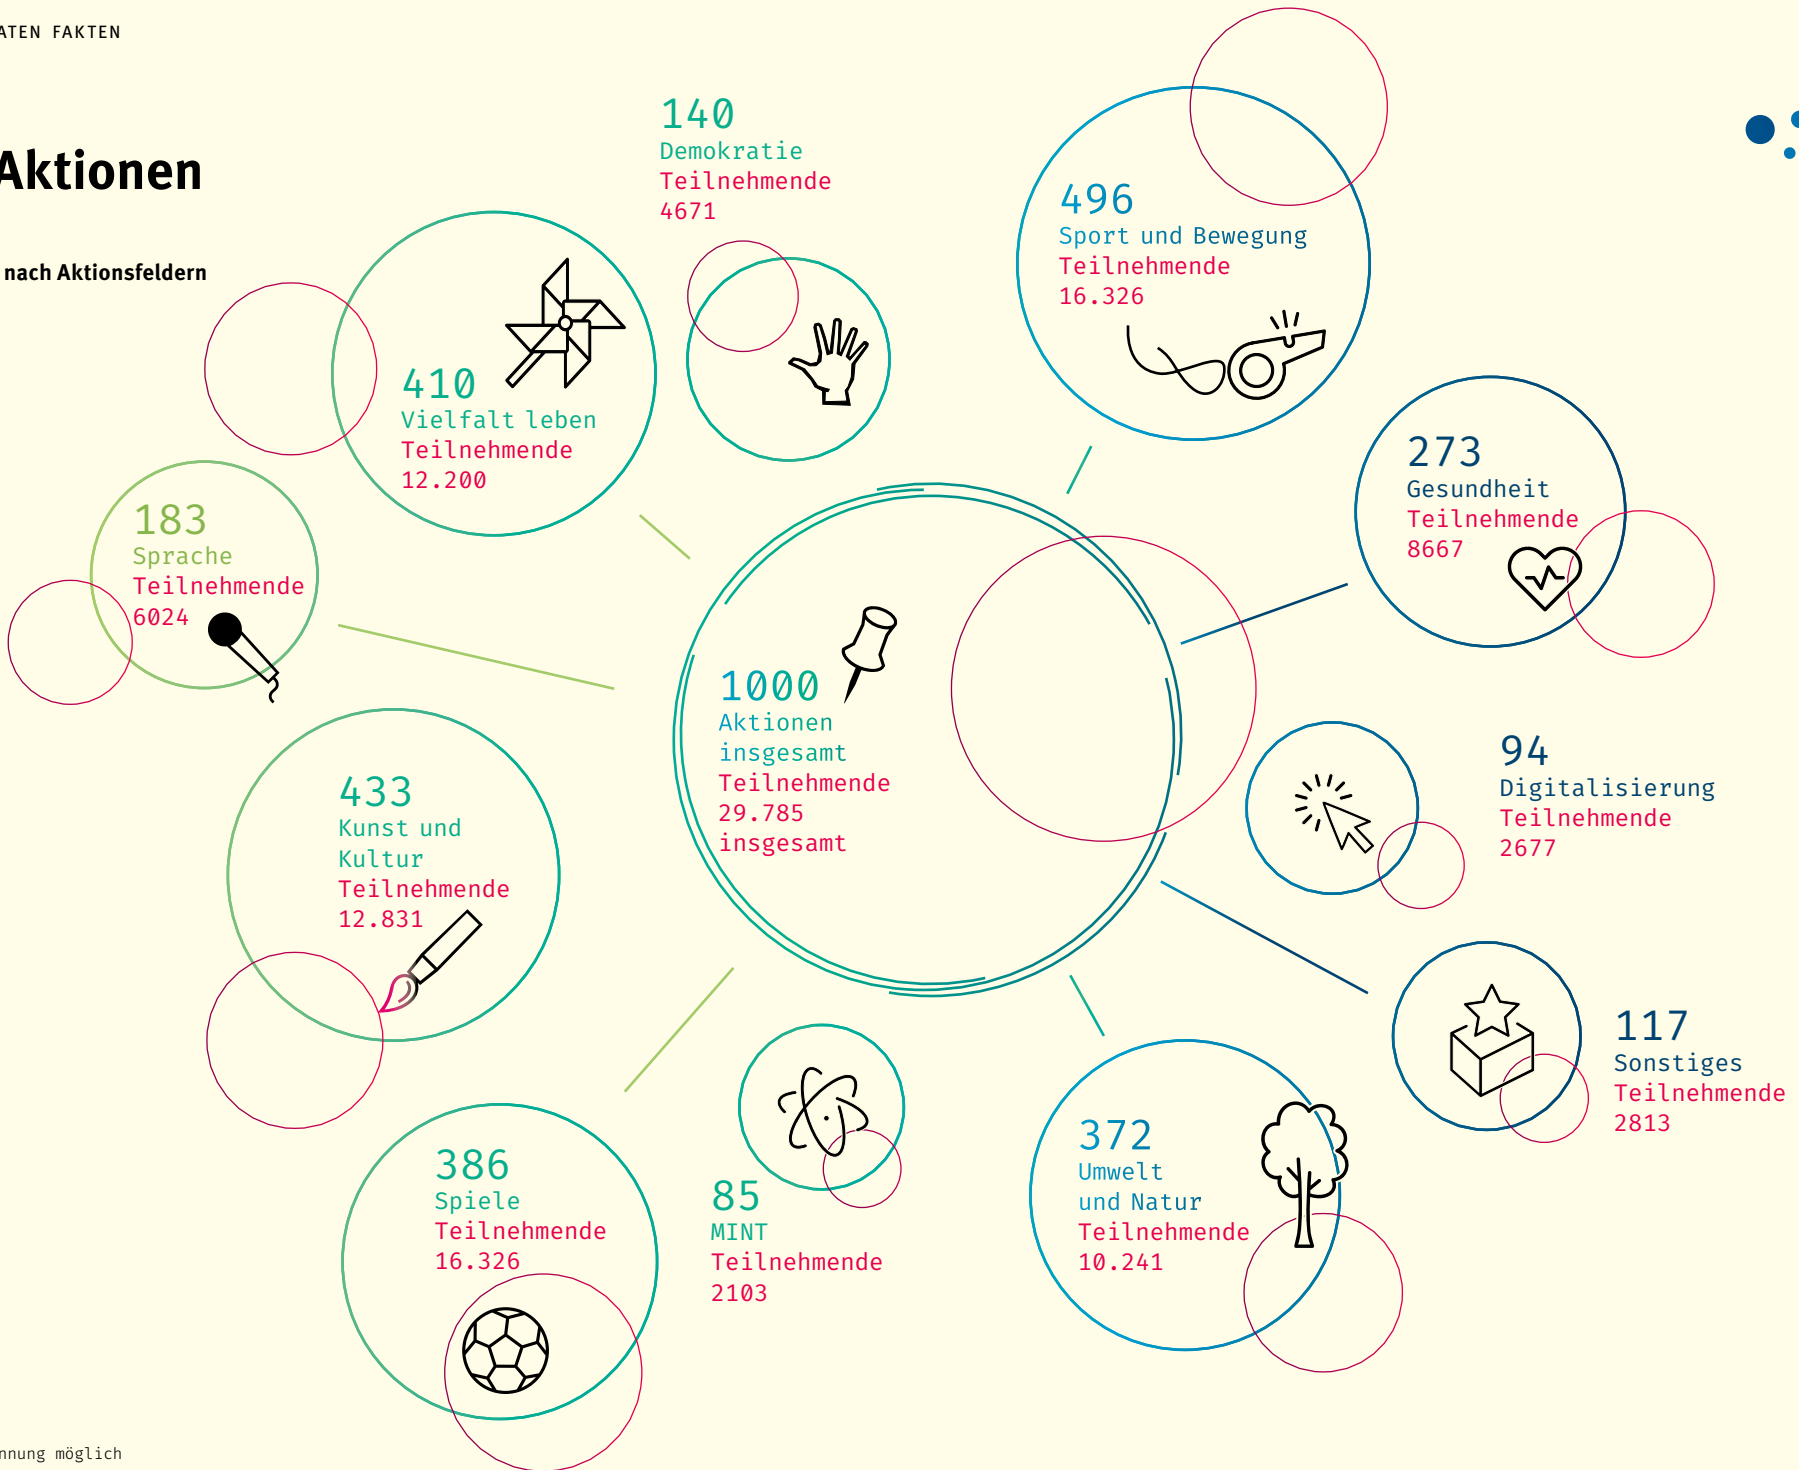 FAKTEN
Aktionen
nach Aktionsfeldern
140
Demokratie
Teilnehmende
4671
496
Sport und Bewegung
Teilnehmende
16.326
410
Vielfalt leben
Teilnehmende
12.200
273
Gesundheit
Teilnehmende
8667
183
Sprache
Teilnehmende
6024
1000
Aktionen
insgesamt
Teilnehmende
29.785
insgesamt
94
Digitalisierung
Teilnehmende
2677
433
Kunst und
Kultur
Teilnehmende
12.831
117
Sonstiges
Teilnehmende
2813
372
Umwelt
und Natur
Teilnehmende
10.241
386
Spiele
Teilnehmende
16.326
85
MINT
Teilnehmende
2103
möglich